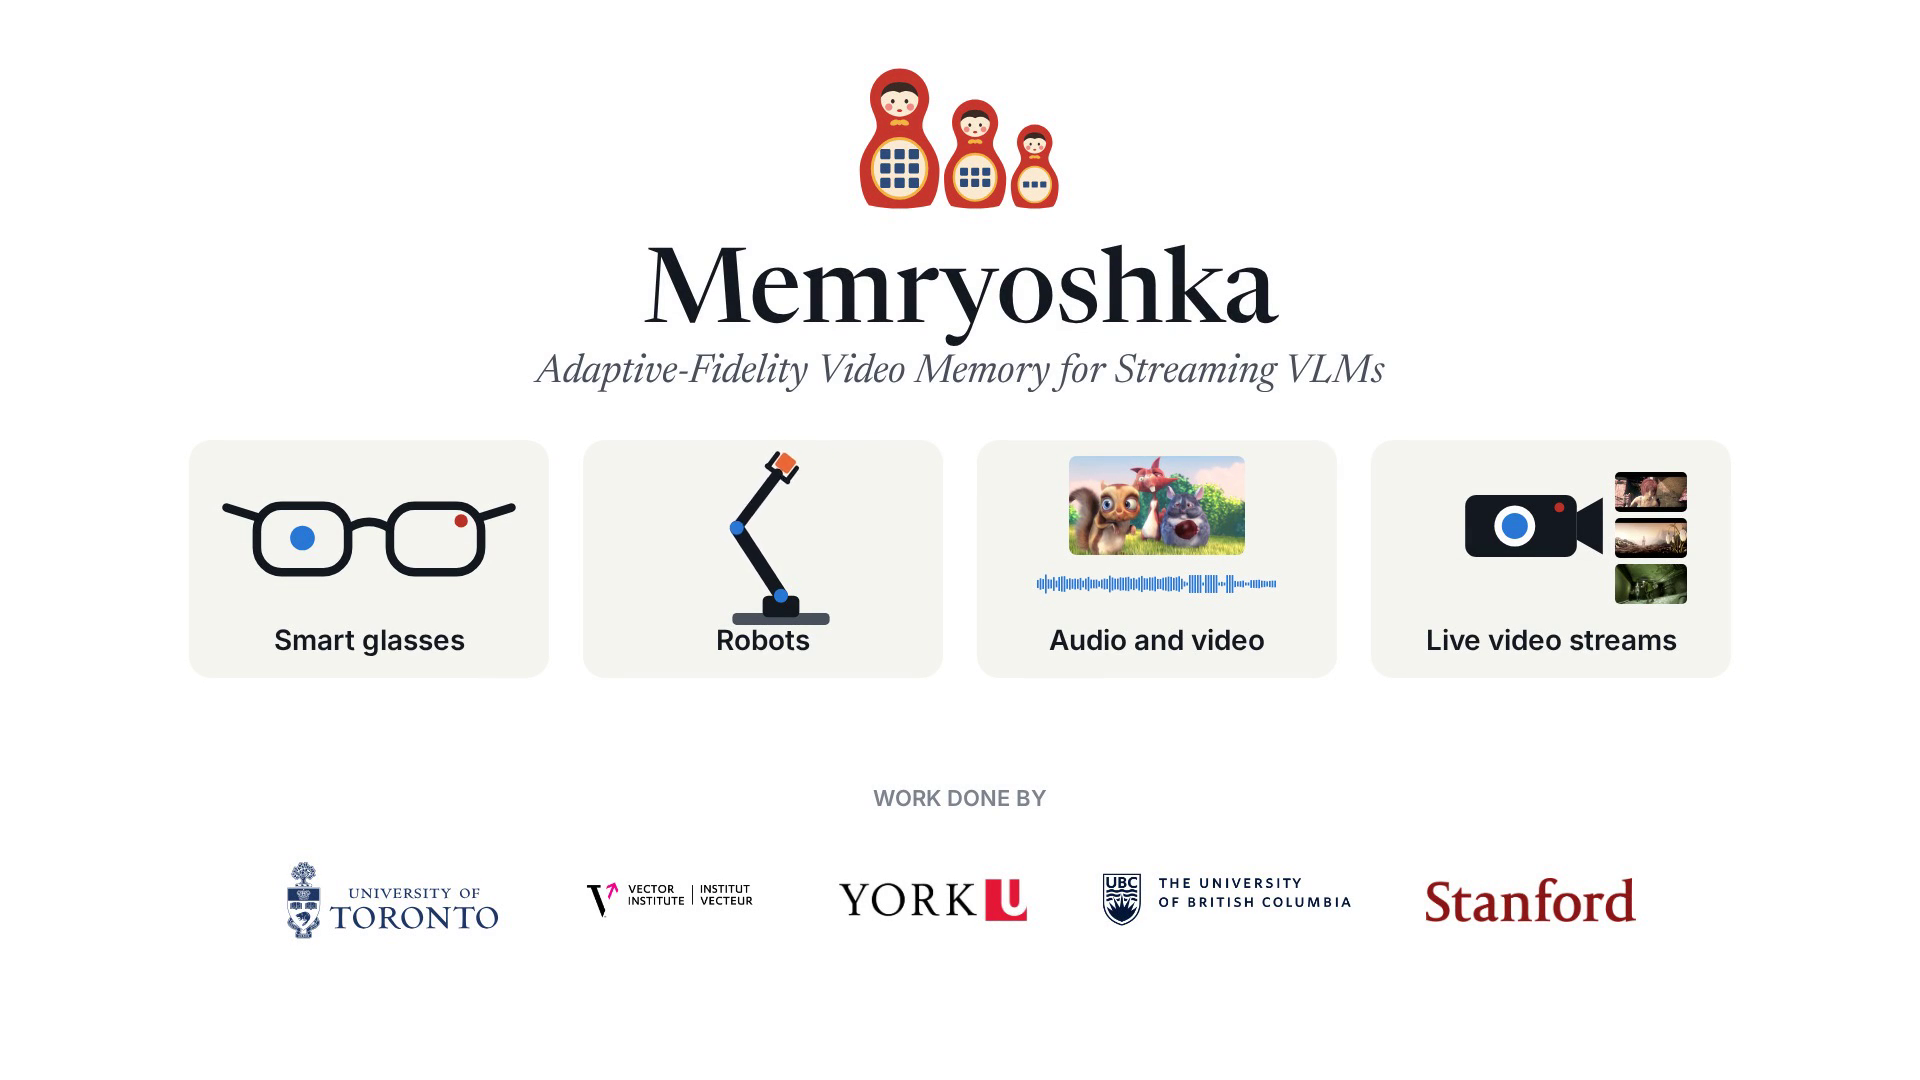 Memryoshka
Adaptive-Fidelity Video Memory for Streaming VLMs
Smart glasses
Robots
Audio and video
Live video streams
WORK DONE BY
UNIVERSITY OF
TORONTO
VECTOR
INSTITUTE
INSTITUT
VECTEUR
YORK U
UBC
THE UNIVERSITY
OF BRITISH COLUMBIA
Stanford